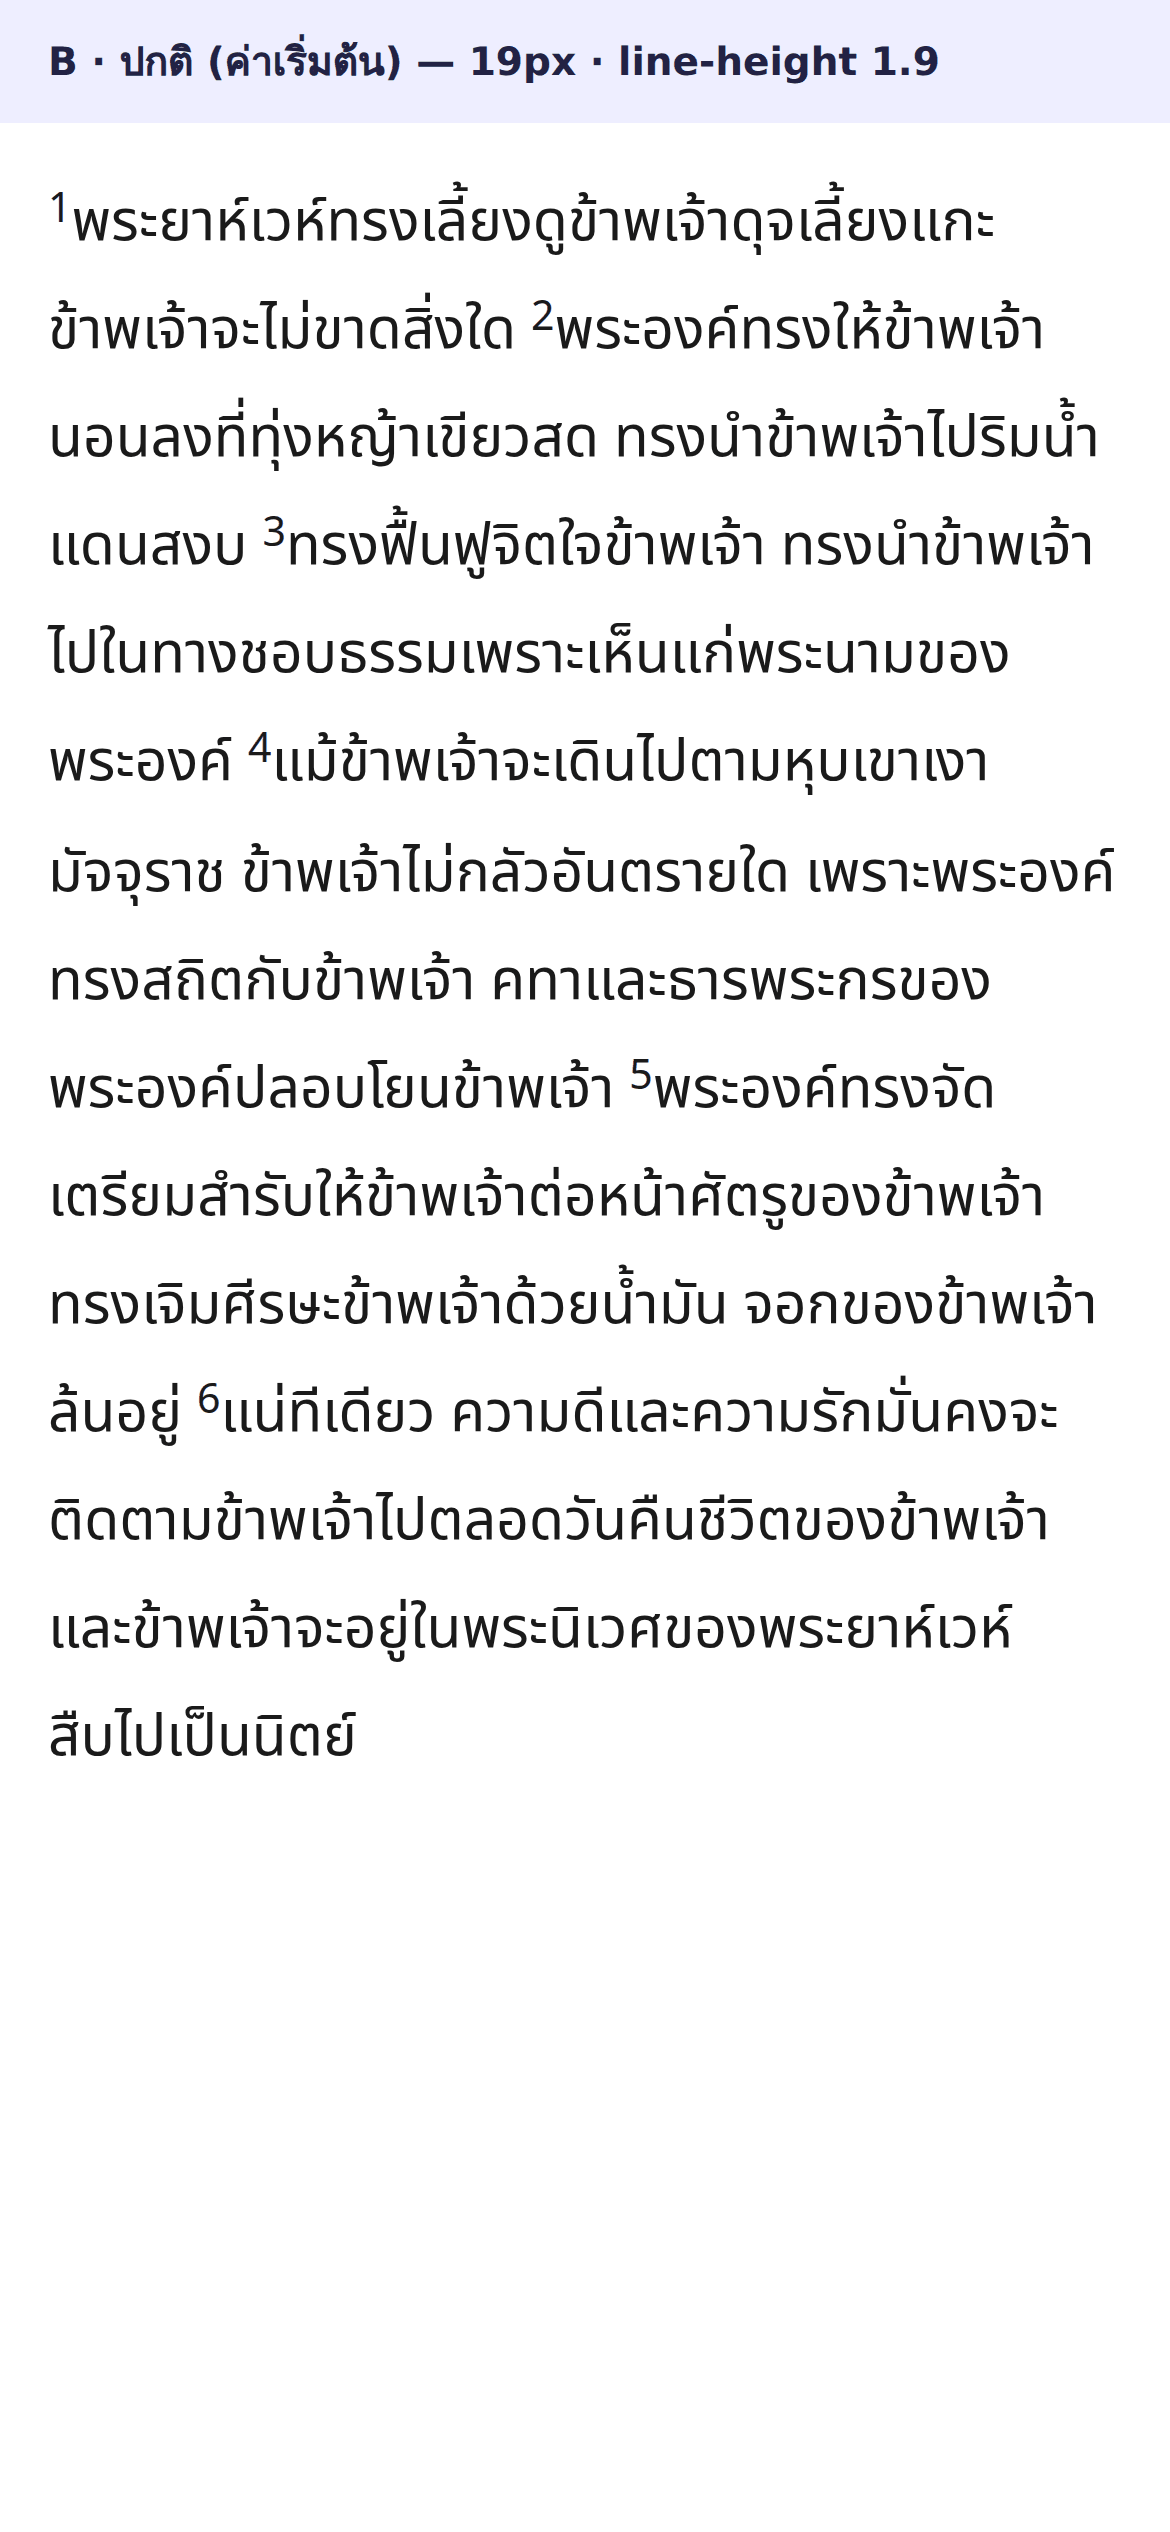 B · ปกติ (ค่าเริ่มต้น) — 19px · line-height 1.9
1พระยาห์เวห์ทรงเลี้ยงดูข้าพเจ้าดุจเลี้ยงแกะ
ข้าพเจ้าจะไม่ขาดสิ่งใด 2พระองค์ทรงให้ข้าพเจ้า
นอนลงที่ทุ่งหญ้าเขียวสด ทรงนำข้าพเจ้าไปริมน้ำ
แดนสงบ 3ทรงฟื้นฟูจิตใจข้าพเจ้า ทรงนำข้าพเจ้า
ไปในทางชอบธรรมเพราะเห็นแก่พระนามของ
พระองค์ 4แม้ข้าพเจ้าจะเดินไปตามหุบเขาเงา
มัจจุราช ข้าพเจ้าไม่กลัวอันตรายใด เพราะพระองค์
ทรงสถิตกับข้าพเจ้า คทาและธารพระกรของ
พระองค์ปลอบโยนข้าพเจ้า 5พระองค์ทรงจัด
เตรียมสำรับให้ข้าพเจ้าต่อหน้าศัตรูของข้าพเจ้า
ทรงเจิมศีรษะข้าพเจ้าด้วยน้ำมัน จอกของข้าพเจ้า
ล้นอยู่ 6แน่ทีเดียว ความดีและความรักมั่นคงจะ
ติดตามข้าพเจ้าไปตลอดวันคืนชีวิตของข้าพเจ้า
และข้าพเจ้าจะอยู่ในพระนิเวศของพระยาห์เวห์
สืบไปเป็นนิตย์